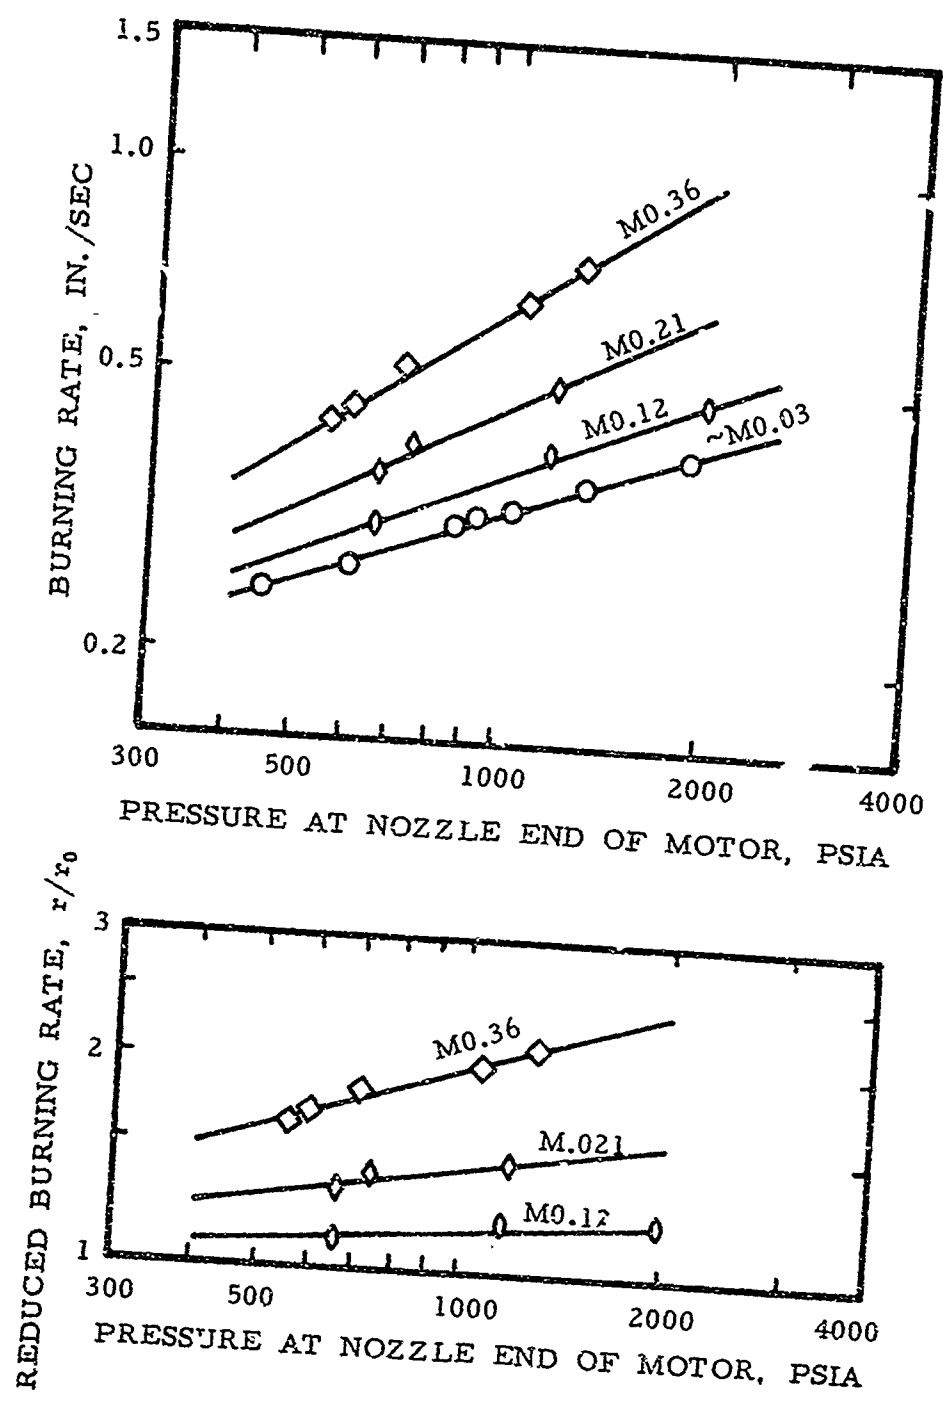 1.5
1.0
0.5
0.2
BURNING RATE, IN./SEC
M0.36
M0.21
M0.12
~M0.03
300 500 1000 2000 4000
PRESSURE AT NOZZLE END OF MOTOR, PSIA
3
2
1
REDUCED BURNING RATE, r/r₀
M0.36
M.021
M0.12
300 500 1000 2000 4000
PRESSURE AT NOZZLE END OF MOTOR, PSIA